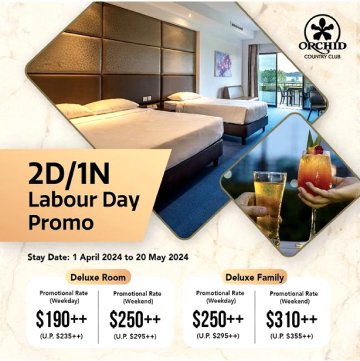 ORCHID
COUNTRY CLUB
2D/1N
Labour Day
Promo
Stay Date: 1 April 2024 to 20 May 2024
Deluxe Room
Promotional Rate
(Weekday)
$190++
(U.P. $235++)
Promotional Rate
(Weekend)
$250++
(U.P. $295++)
Deluxe Family
Promotional Rate
(Weekday)
$250++
(U.P. $295++)
Promotional Rate
(Weekend)
$310++
(U.P. $355++)